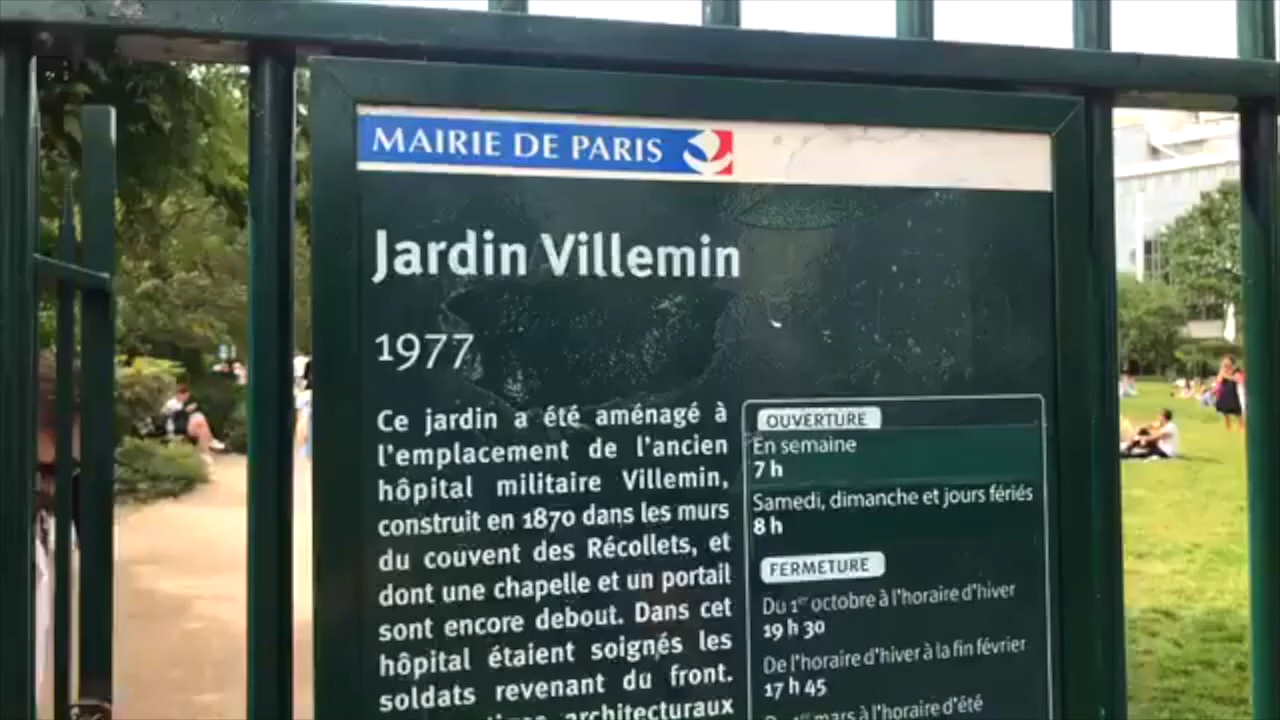 MAIRIE DE PARIS
Jardin Villemin
1977
Ce jardin a été aménagé à
l'emplacement de l'ancien
hôpital militaire Villemin,
construit en 1870 dans les murs
du couvent des Récollets, et
dont une chapelle et un portail
sont encore debout. Dans cet
hôpital étaient soignés les
soldats revenant du front.
architecturaux
OUVERTURE
En semaine
7 h
Samedi, dimanche et jours fériés
8 h
FERMETURE
Du 1er octobre à l'horaire d'hiver
19 h 30
De l'horaire d'hiver à la fin février
17 h 45
mars à l'horaire d'été